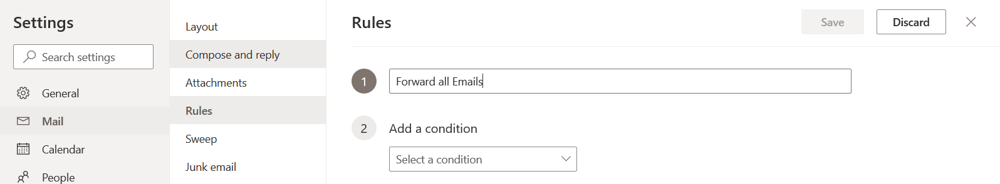 Settings
Search settings
General
Mail
Calendar
People
Layout
Compose and reply
Attachments
Rules
Sweep
Junk email
Rules
Save
Discard
1
Forward all Emails
2
Add a condition
Select a condition